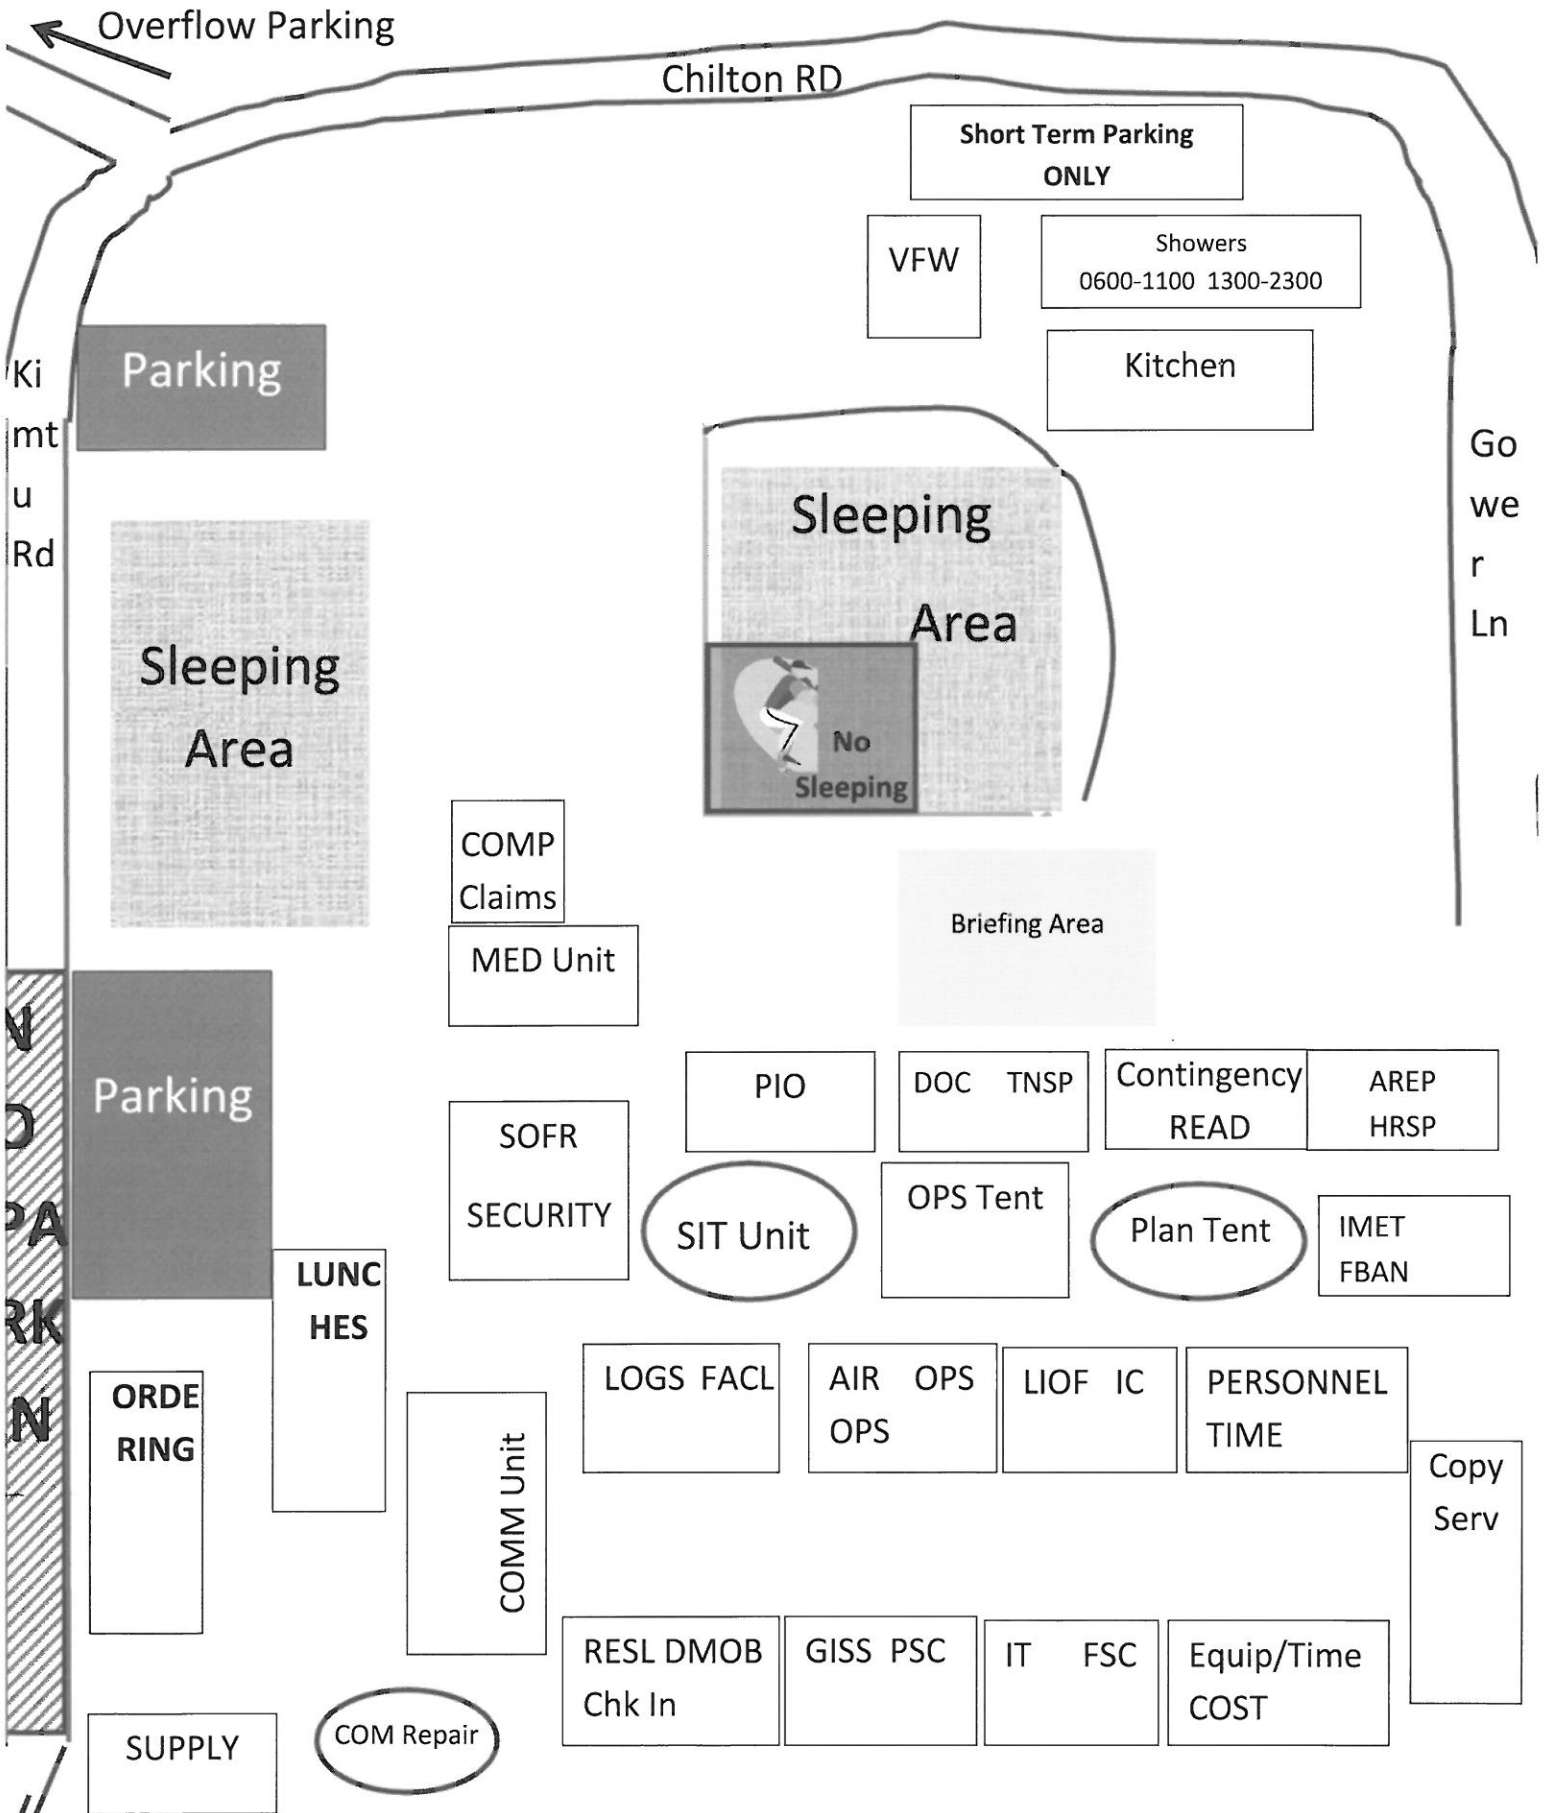 Overflow Parking
Chilton RD
Short Term Parking
ONLY
VFW
Showers
0600-1100 1300-2300
Kitchen
Parking
Ki
mt
u
Rd
Go
we
r
Ln
Sleeping
Area
Sleeping
Area
No
Sleeping
COMP
Claims
MED Unit
Briefing Area
N
O
PA
RK
IN
Parking
PIO
DOC TNSP
Contingency
READ
AREP
HRSP
SOFR
SECURITY
SIT Unit
OPS Tent
Plan Tent
IMET
FBAN
LUNC
HES
ORDE
RING
LOGS FACL
AIR OPS
OPS
LIOF IC
PERSONNEL
TIME
Copy
Serv
COMM Unit
RESL DMOB
Chk In
GISS PSC
IT FSC
Equip/Time
COST
SUPPLY
COM Repair